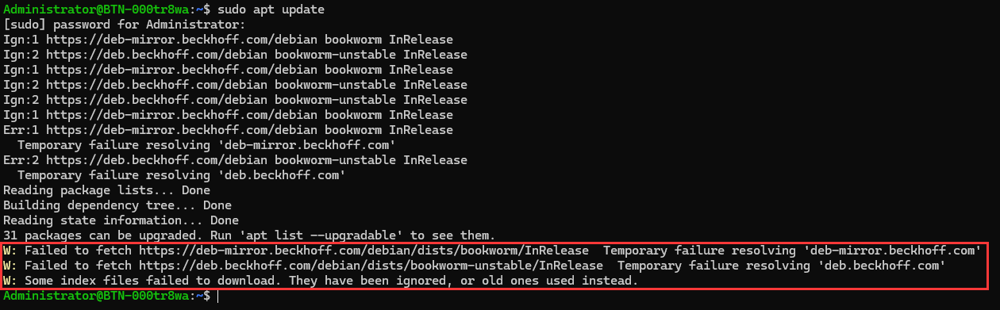 Administrator@BTN-000tr8wa:~$ sudo apt update
[sudo] password for Administrator:
Ign:1 https://deb-mirror.beckhoff.com/debian bookworm InRelease
Ign:2 https://deb.beckhoff.com/debian bookworm-unstable InRelease
Ign:1 https://deb-mirror.beckhoff.com/debian bookworm InRelease
Ign:2 https://deb.beckhoff.com/debian bookworm-unstable InRelease
Ign:2 https://deb.beckhoff.com/debian bookworm-unstable InRelease
Ign:1 https://deb-mirror.beckhoff.com/debian bookworm InRelease
Err:1 https://deb-mirror.beckhoff.com/debian bookworm InRelease
  Temporary failure resolving 'deb-mirror.beckhoff.com'
Err:2 https://deb.beckhoff.com/debian bookworm-unstable InRelease
  Temporary failure resolving 'deb.beckhoff.com'
Reading package lists... Done
Building dependency tree... Done
Reading state information... Done
31 packages can be upgraded. Run 'apt list --upgradable' to see them.
W: Failed to fetch https://deb-mirror.beckhoff.com/debian/dists/bookworm/InRelease  Temporary failure resolving 'deb-mirror.beckhoff.com'
W: Failed to fetch https://deb.beckhoff.com/debian/dists/bookworm-unstable/InRelease  Temporary failure resolving 'deb.beckhoff.com'
W: Some index files failed to download. They have been ignored, or old ones used instead.
Administrator@BTN-000tr8wa:~$